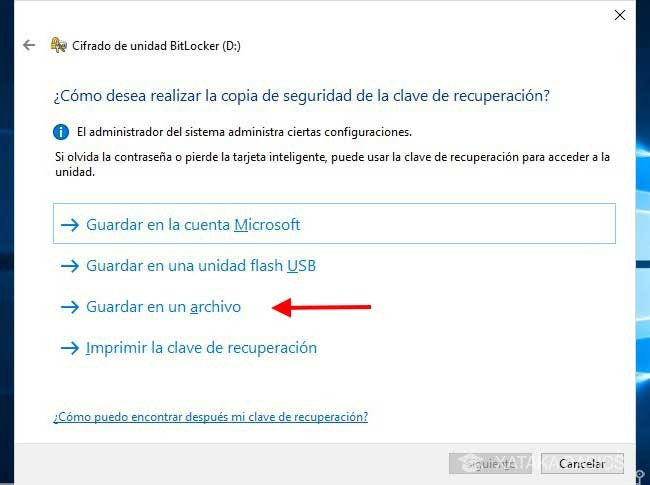 Cifrado de unidad BitLocker (D:)
¿Cómo desea realizar la copia de seguridad de la clave de recuperación?
El administrador del sistema administra ciertas configuraciones.
Si olvida la contraseña o pierde la tarjeta inteligente, puede usar la clave de recuperación para acceder a la
unidad.
Guardar en la cuenta Microsoft
Guardar en una unidad flash USB
Guardar en un archivo
Imprimir la clave de recuperación
¿Cómo puedo encontrar después mi clave de recuperación?
Siguiente
Cancelar
XATAKA BASICS